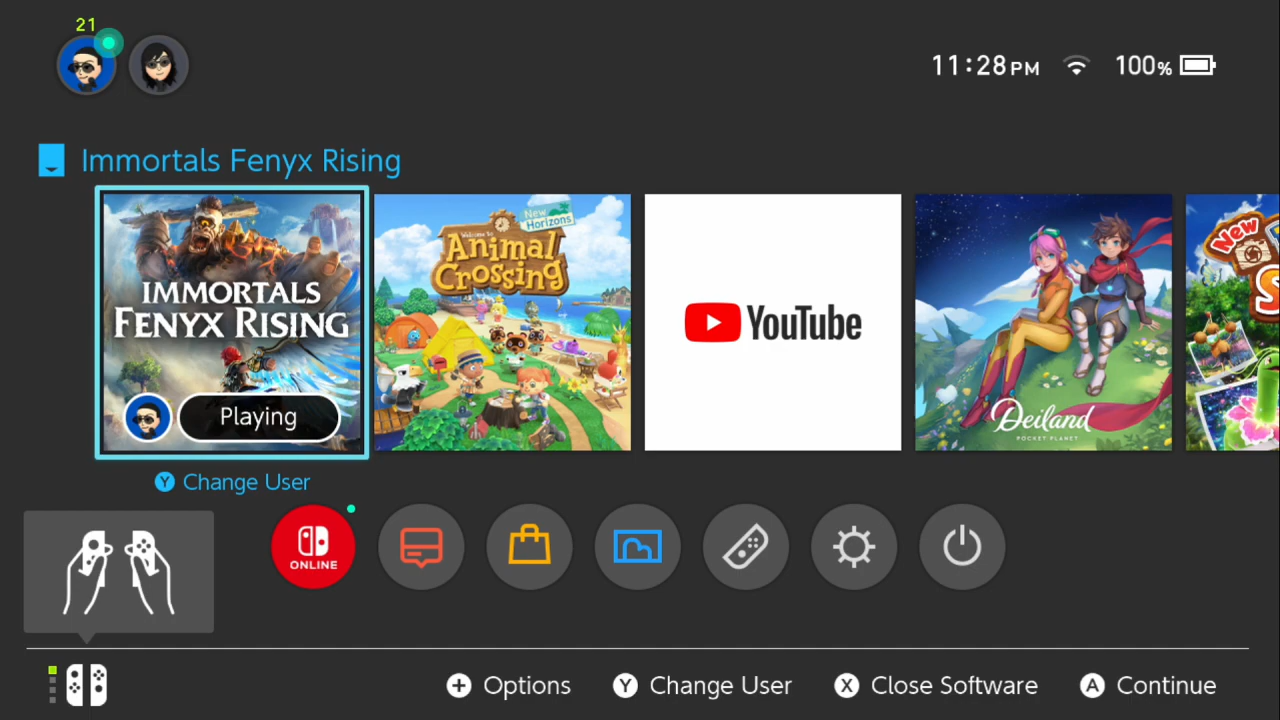 21
11:28PM 100%
Immortals Fenyx Rising
IMMORTALS
FENYX RISING
Playing
Welcome to
Animal
Crossing
New
Horizons
YouTube
Deiland
POCKET PLANET
New
S
Y Change User
ONLINE
+ Options Y Change User X Close Software A Continue